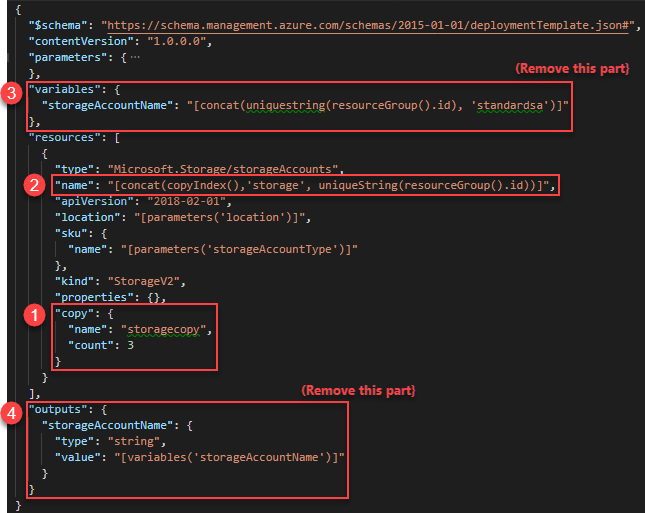 {
"$schema": "https://schema.management.azure.com/schemas/2015-01-01/deploymentTemplate.json#",
"contentVersion": "1.0.0.0",
"parameters": { ...
},
(Remove this part}
3 "variables": {
"storageAccountName": "[concat(uniquestring(resourceGroup().id), 'standardsa')]"
},
"resources": [
{
"type": "Microsoft.Storage/storageAccounts",
2 "name": "[concat(copyIndex(),'storage', uniqueString(resourceGroup().id))]",
"apiVersion": "2018-02-01",
"location": "[parameters('location')]",
"sku": {
"name": "[parameters('storageAccountType')]"
},
"kind": "StorageV2",
"properties": {},
1 "copy": {
"name": "storagecopy",
"count": 3
}
}
],
(Remove this part}
4 "outputs": {
"storageAccountName": {
"type": "string",
"value": "[variables('storageAccountName')]"
}
}
}